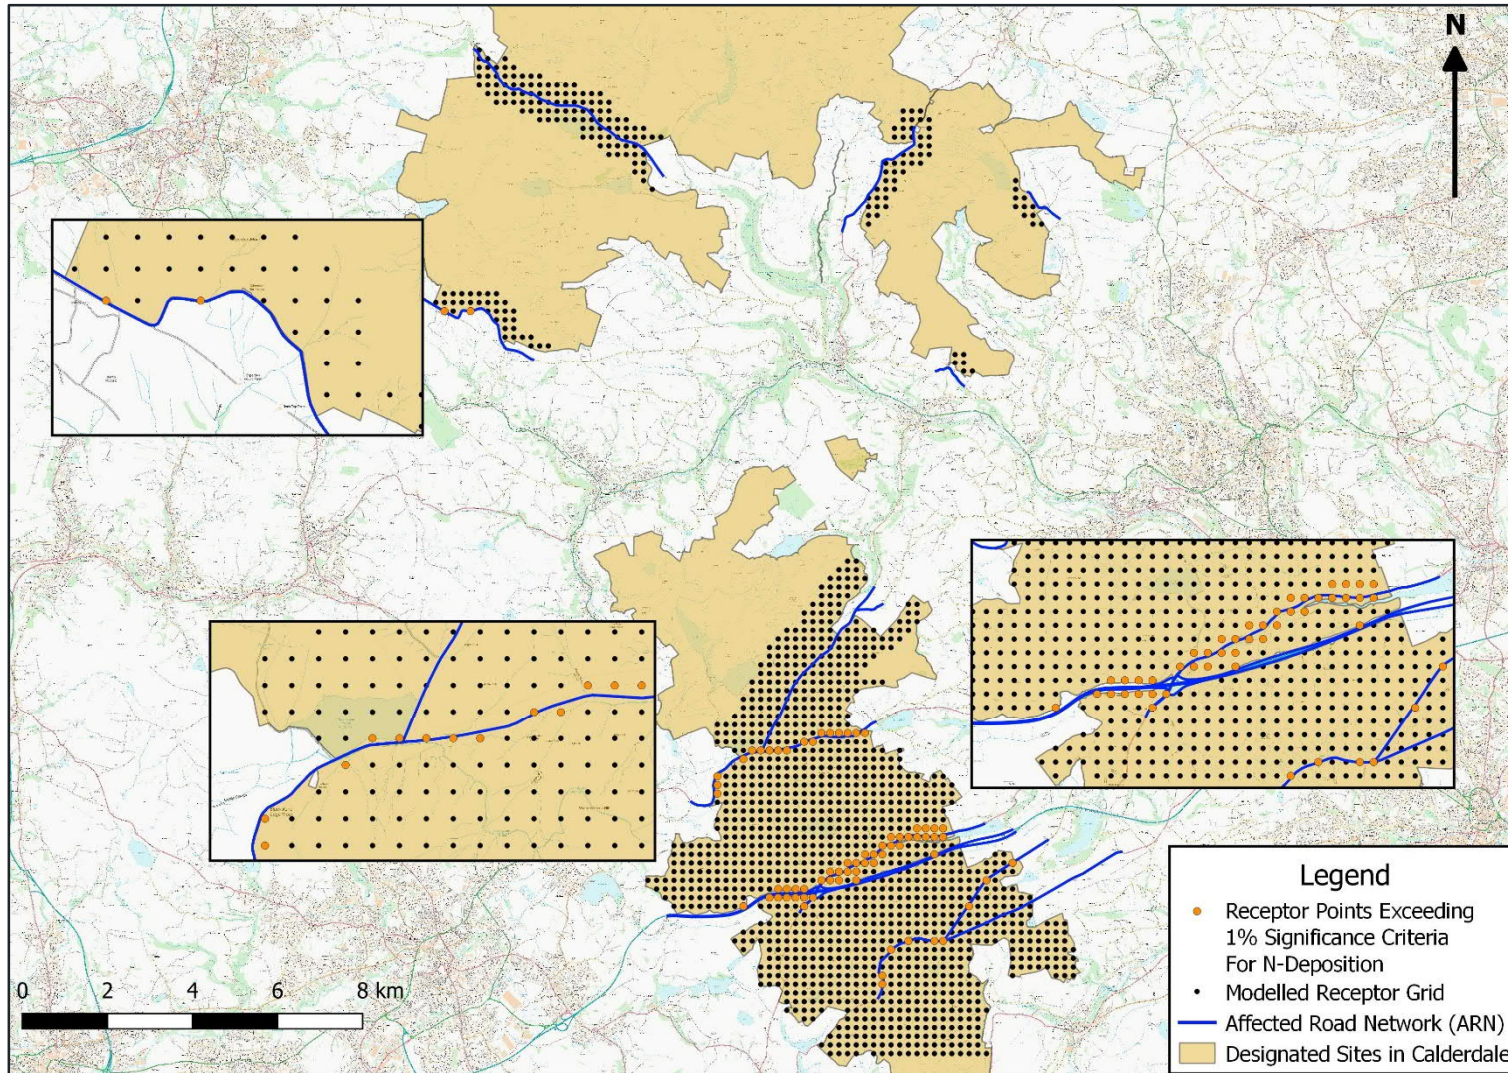 N
0 2 4 6 8 km
Legend
Receptor Points Exceeding
1% Significance Criteria
For N-Deposition
Modelled Receptor Grid
Affected Road Network (ARN)
Designated Sites in Calderdale